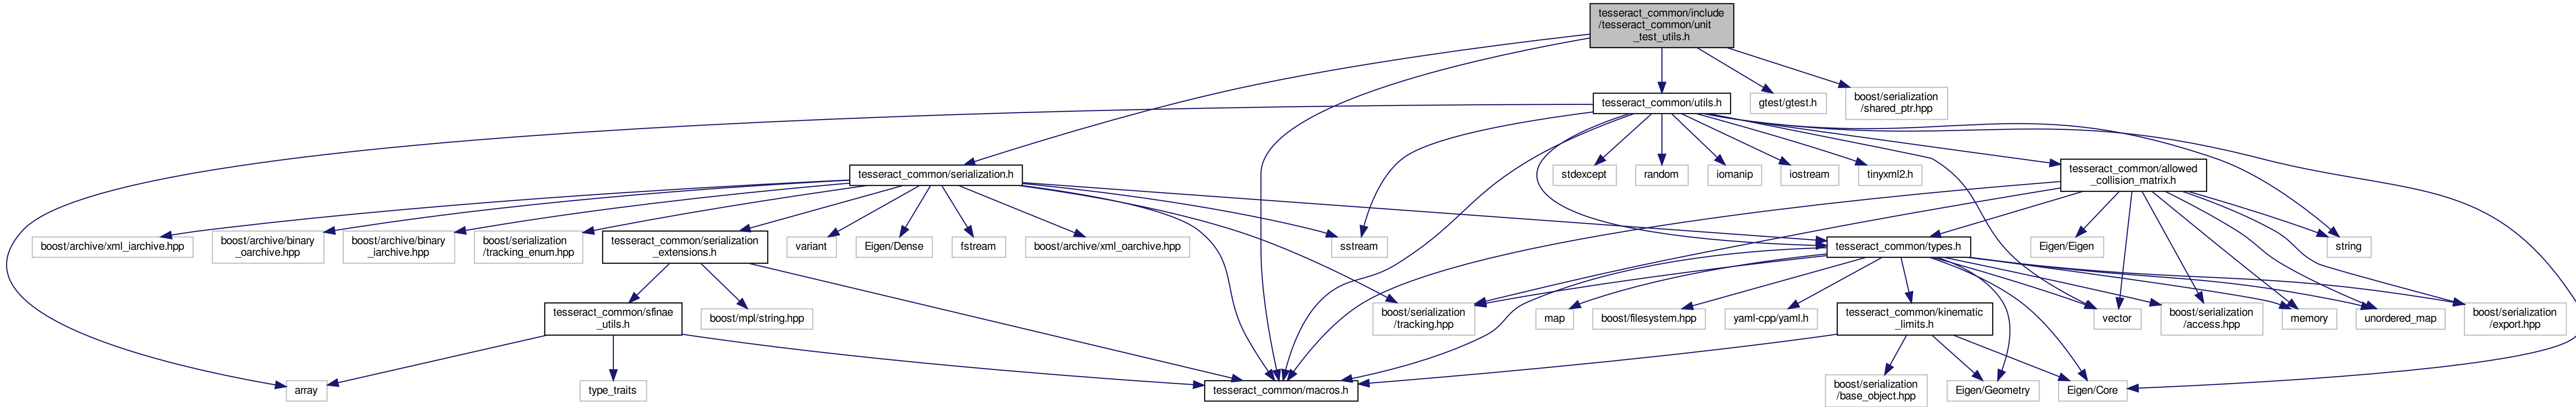 tesseract_common/include
/tesseract_common/unit
_test_utils.h
tesseract_common/utils.h
gtest/gtest.h
boost/serialization
/shared_ptr.hpp
tesseract_common/serialization.h
stdexcept
random
iomanip
iostream
tinyxml2.h
tesseract_common/allowed
_collision_matrix.h
boost/archive/xml_iarchive.hpp
boost/archive/binary
_oarchive.hpp
boost/archive/binary
_iarchive.hpp
boost/serialization
/tracking_enum.hpp
tesseract_common/serialization
_extensions.h
variant
Eigen/Dense
fstream
boost/archive/xml_oarchive.hpp
sstream
tesseract_common/types.h
Eigen/Eigen
string
tesseract_common/sfinae
_utils.h
boost/mpl/string.hpp
boost/serialization
/tracking.hpp
map
boost/filesystem.hpp
yaml-cpp/yaml.h
tesseract_common/kinematic
_limits.h
vector
boost/serialization
/access.hpp
memory
unordered_map
boost/serialization
/export.hpp
array
type_traits
tesseract_common/macros.h
boost/serialization
/base_object.hpp
Eigen/Geometry
Eigen/Core